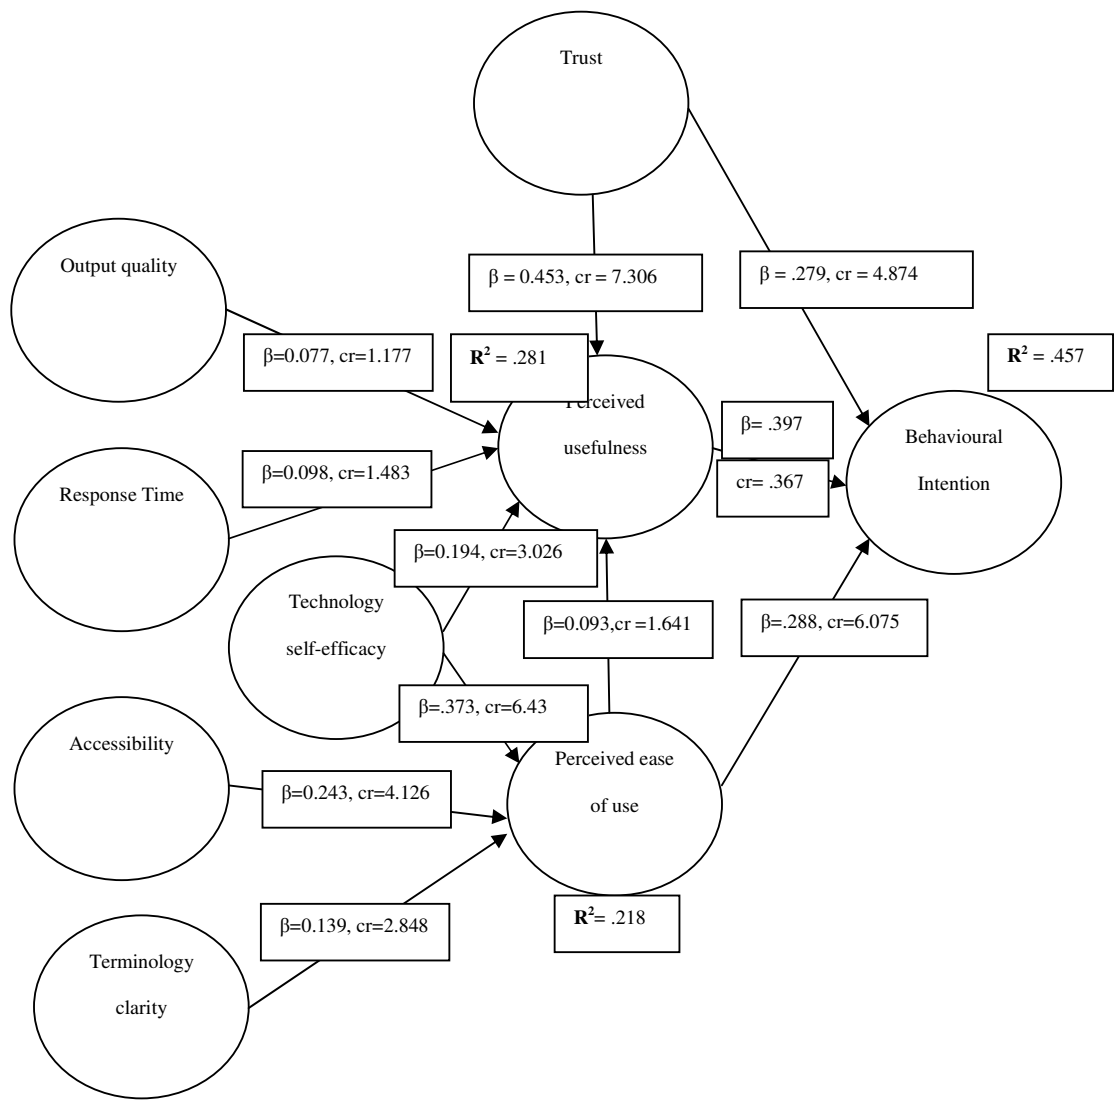 Trust
Output quality
β = 0.453, cr = 7.306
β = .279, cr = 4.874
β=0.077, cr=1.177
R² = .281
R² = .457
Perceived
usefulness
β= .397
cr= .367
Behavioural
Intention
Response Time
β=0.098, cr=1.483
β=0.194, cr=3.026
Technology
self-efficacy
β=0.093,cr =1.641
β=.288, cr=6.075
β=.373, cr=6.43
Accessibility
β=0.243, cr=4.126
Perceived ease
of use
β=0.139, cr=2.848
R²= .218
Terminology
clarity